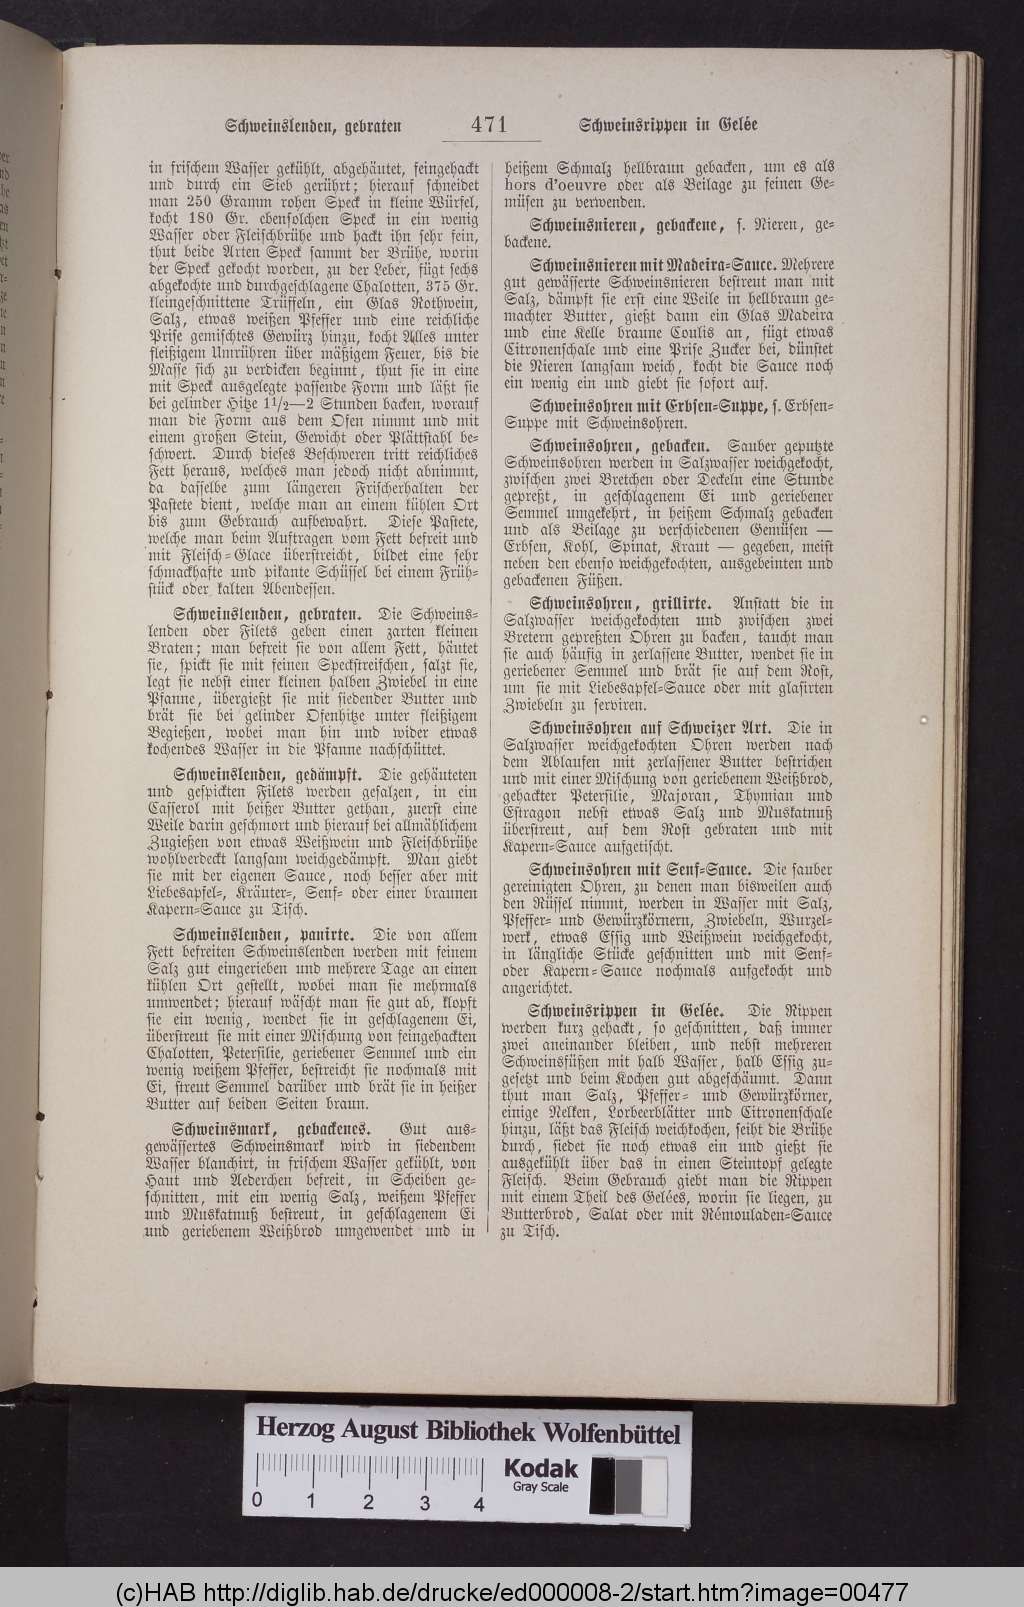 Schweinslenden, gebraten 471 Schweinsrippen in Gelée
in frischem Wasser gekühlt, abgehäutet, feingehackt
und durch ein Sieb gerührt; hierauf schneidet
man 250 Gramm rohen Speck in kleine Würfel,
kocht 180 Gr. ebensolchen Speck in ein wenig
Wasser oder Fleischbrühe und hackt ihn sehr fein,
thut beide Arten Speck sammt der Brühe, worin
der Speck gekocht worden, zu der Leber, fügt sechs
abgekochte und durchgeschlagene Chalotten, 375 Gr.
kleingeschnittene Trüffeln, ein Glas Rothwein,
Salz, etwas weißen Pfeffer und eine reichliche
Prise gemischtes Gewürz hinzu, kocht Alles unter
fleißigem Umrühren über mäßigem Feuer, bis die
Masse sich zu verdicken beginnt, thut sie in eine
mit Speck ausgelegte passende Form und läßt sie
bei gelinder Hitze 1½—2 Stunden backen, worauf
man die Form aus dem Ofen nimmt und mit
einem großen Stein, Gewicht oder Plättstahl be-
schwert. Durch dieses Beschweren tritt reichliches
Fett heraus, welches man jedoch nicht abnimmt,
da dasselbe zum längeren Frischerhalten der
Pastete dient, welche man an einem kühlen Ort
bis zum Gebrauch aufbewahrt. Diese Pastete,
welche man beim Auftragen vom Fett befreit und
mit Fleisch-Glace überstreicht, bildet eine sehr
schmackhafte und pikante Schüssel bei einem Früh-
stück oder kalten Abendessen.
Schweinslenden, gebraten. Die Schweins-
lenden oder Filets geben einen zarten kleinen
Braten; man befreit sie von allem Fett, häutet
sie, spickt sie mit feinen Speckstreifchen, salzt sie,
legt sie nebst einer kleinen halben Zwiebel in eine
Pfanne, übergießt sie mit siedender Butter und
brät sie bei gelinder Ofenhitze unter fleißigem
Begießen, wobei man hin und wider etwas
kochendes Wasser in die Pfanne nachschüttet.
Schweinslenden, gedämpft. Die gehäuteten
und gespickten Filets werden gesalzen, in ein
Casserol mit heißer Butter gethan, zuerst eine
Weile darin geschmort und hierauf bei allmählichem
Zugießen von etwas Weißwein und Fleischbrühe
wohlverdeckt langsam weichgedämpft. Man giebt
sie mit der eigenen Sauce, noch besser aber mit
Liebesapfel-, Kräuter-, Senf- oder einer braunen
Kapern-Sauce zu Tisch.
Schweinslenden, panirte. Die von allem
Fett befreiten Schweinslenden werden mit feinem
Salz gut eingerieben und mehrere Tage an einen
kühlen Ort gestellt, wobei man sie mehrmals
umwendet; hierauf wäscht man sie gut ab, klopft
sie ein wenig, wendet sie in geschlagenem Ei,
überstreut sie mit einer Mischung von feingehackten
Chalotten, Petersilie, geriebener Semmel und ein
wenig weißem Pfeffer, bestreicht sie nochmals mit
Ei, streut Semmel darüber und brät sie in heißer
Butter auf beiden Seiten braun.
Schweinsmark, gebackenes. Gut aus-
gewässertes Schweinsmark wird in siedendem
Wasser blanchirt, in frischem Wasser gekühlt, von
Haut und Aederchen befreit, in Scheiben ge-
schnitten, mit ein wenig Salz, weißem Pfeffer
und Muskatnuß bestreut, in geschlagenem Ei
und geriebenem Weißbrod umgewendet und in
heißem Schmalz hellbraun gebacken, um es als
hors d'oeuvre oder als Beilage zu feinen Ge-
müsen zu verwenden.
Schweinsnieren, gebackene, s. Nieren, ge-
backene.
Schweinsnieren mit Madeira-Sauce. Mehrere
gut gewässerte Schweinsnieren bestreut man mit
Salz, dämpft sie erst eine Weile in hellbraun ge-
machter Butter, gießt dann ein Glas Madeira
und eine Kelle braune Coulis an, fügt etwas
Citronenschale und eine Prise Zucker bei, dünstet
die Nieren langsam weich, kocht die Sauce noch
ein wenig ein und giebt sie sofort auf.
Schweinsohren mit Erbsen-Suppe, s. Erbsen-
Suppe mit Schweinsohren.
Schweinsohren, gebacken. Sauber geputzte
Schweinsohren werden in Salzwasser weichgekocht,
zwischen zwei Bretchen oder Deckeln eine Stunde
gepreßt, in geschlagenem Ei und geriebener
Semmel umgekehrt, in heißem Schmalz gebacken
und als Beilage zu verschiedenen Gemüsen —
Erbsen, Kohl, Spinat, Kraut — gegeben, meist
neben den ebenso weichgekochten, ausgebeinten und
gebackenen Füßen.
Schweinsohren, grillirte. Anstatt die in
Salzwasser weichgekochten und zwischen zwei
Bretern gepreßten Ohren zu backen, taucht man
sie auch häufig in zerlassene Butter, wendet sie in
geriebener Semmel und brät sie auf dem Rost,
um sie mit Liebesapfel-Sauce oder mit glasirten
Zwiebeln zu serviren.
Schweinsohren auf Schweizer Art. Die in
Salzwasser weichgekochten Ohren werden nach
dem Ablaufen mit zerlassener Butter bestrichen
und mit einer Mischung von geriebenem Weißbrod,
gehackter Petersilie, Majoran, Thymian und
Estragon nebst etwas Salz und Muskatnuß
überstreut, auf dem Rost gebraten und mit
Kapern-Sauce aufgetischt.
Schweinsohren mit Senf-Sauce. Die sauber
gereinigten Ohren, zu denen man bisweilen auch
den Rüssel nimmt, werden in Wasser mit Salz,
Pfeffer- und Gewürzkörnern, Zwiebeln, Wurzel-
werk, etwas Essig und Weißwein weichgekocht,
in längliche Stücke geschnitten und mit Senf-
oder Kapern-Sauce nochmals aufgekocht und
angerichtet.
Schweinsrippen in Gelée. Die Rippen
werden kurz gehackt, so geschnitten, daß immer
zwei aneinander bleiben, und nebst mehreren
Schweinsfüßen mit halb Wasser, halb Essig zu-
gesetzt und beim Kochen gut abgeschäumt. Dann
thut man Salz, Pfeffer- und Gewürzkörner,
einige Nelken, Lorbeerblätter und Citronenschale
hinzu, läßt das Fleisch weichkochen, seiht die Brühe
durch, siedet sie noch etwas ein und gießt sie
ausgekühlt über das in einen Steintopf gelegte
Fleisch. Beim Gebrauch giebt man die Rippen
mit einem Theil des Gelées, worin sie liegen, zu
Butterbrod, Salat oder mit Rémouladen-Sauce
zu Tisch.
Herzog August Bibliothek Wolfenbüttel
Kodak
Gray Scale
0 1 2 3 4
(c)HAB http://diglib.hab.de/drucke/ed000008-2/start.htm?image=00477